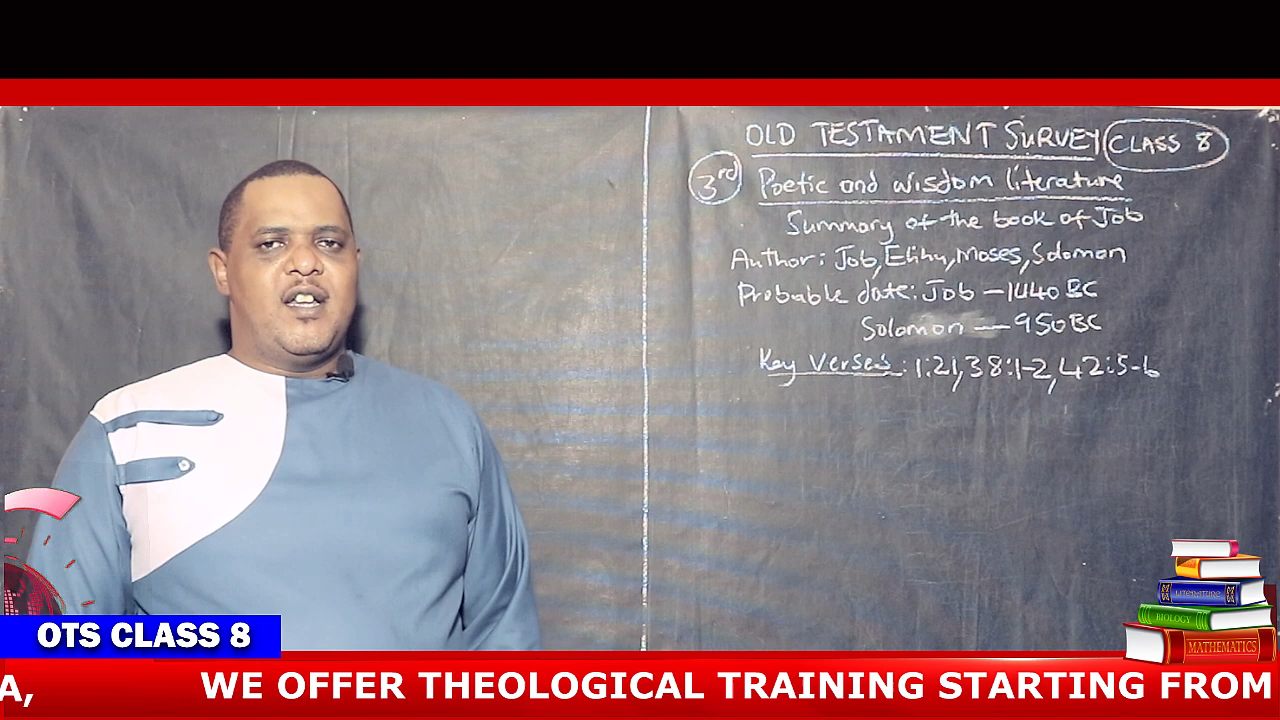 OLD TESTAMENT SURVEY CLASS 8
3rd Poetic and wisdom literature
Summary of the book of Job
Author: Job, Elihu, Moses, Solomon
Probable date: Job – 1440 BC
Solomon — 950 BC
Key Verses: 1:21, 38:1-2, 42:5-6
LITERATURE
BIOLOGY
MATHEMATICS
OTS CLASS 8
A, WE OFFER THEOLOGICAL TRAINING STARTING FROM